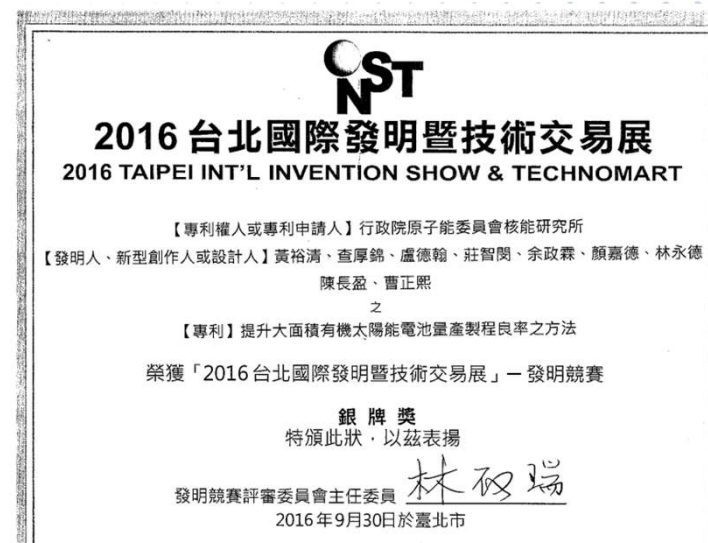 INST
2016 台北國際發明暨技術交易展
2016 TAIPEI INT'L INVENTION SHOW & TECHNOMART
【專利權人或專利申請人】行政院原子能委員會核能研究所
【發明人、新型創作人或設計人】黃裕清、查厚錦、盧德翰、莊智閔、余政霖、顏嘉德、林永德
陳長盈、曹正熙
之
【專利】提升大面積有機太陽能電池量產製程良率之方法
榮獲「2016 台北國際發明暨技術交易展」－發明競賽
銀牌獎
特頒此狀，以茲表揚
發明競賽評審委員會主任委員
2016年9月30日於臺北市